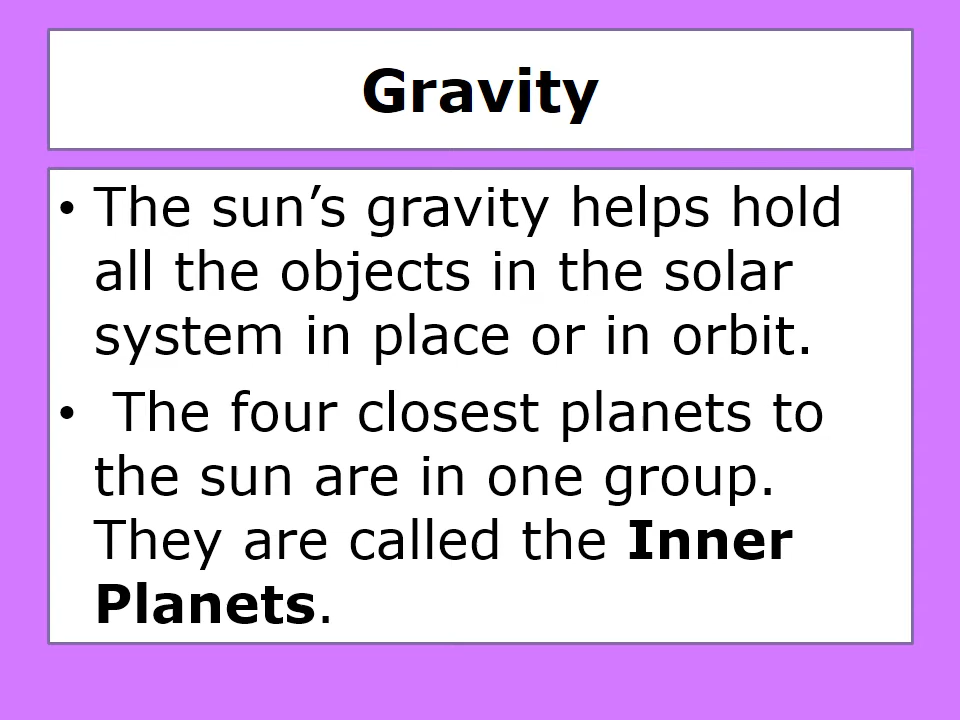 Gravity
• The sun’s gravity helps hold
all the objects in the solar
system in place or in orbit.
• The four closest planets to
the sun are in one group.
They are called the Inner
Planets.